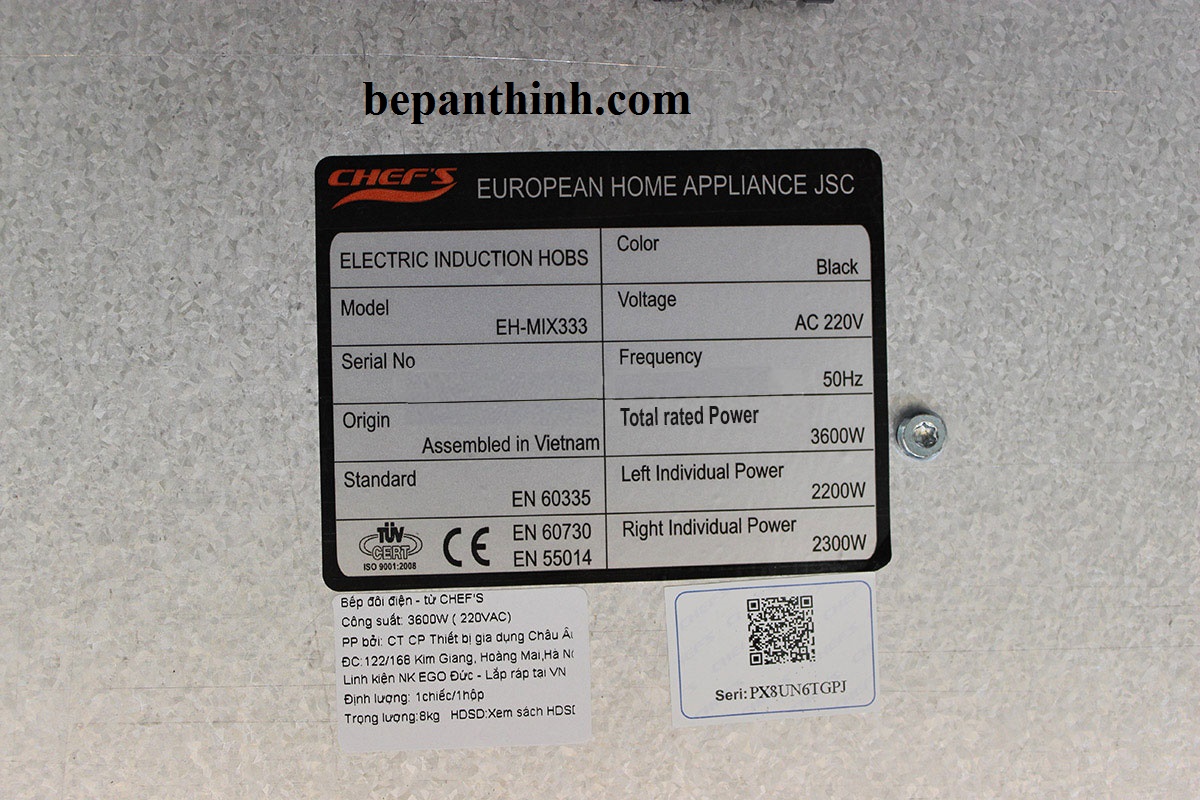 bepanthinh.com
CHEF'S
EUROPEAN HOME APPLIANCE JSC
ELECTRIC INDUCTION HOBS
Color
Black
Model
EH-MIX333
Voltage
AC 220V
Serial No
Frequency
50Hz
Origin
Assembled in Vietnam
Total rated Power
3600W
Standard
EN 60335
Left Individual Power
2200W
TÜV
CERT
ISO 9001:2008
CE
EN 60730
EN 55014
Right Individual Power
2300W
Bếp đôi điện - từ CHEF'S
Công suất: 3600W ( 220VAC)
PP bởi: CT CP Thiết bị gia dụng Châu
ĐC:122/168 Kim Giang, Hoàng Mai,Hà
Linh kiện NK EGO Đức - Lắp ráp tại VN
Định lượng: 1chiếc/1hộp
Trọng lượng:8kg HDSD:Xem sách HDSD
Seri: PX8UN6TGPJ